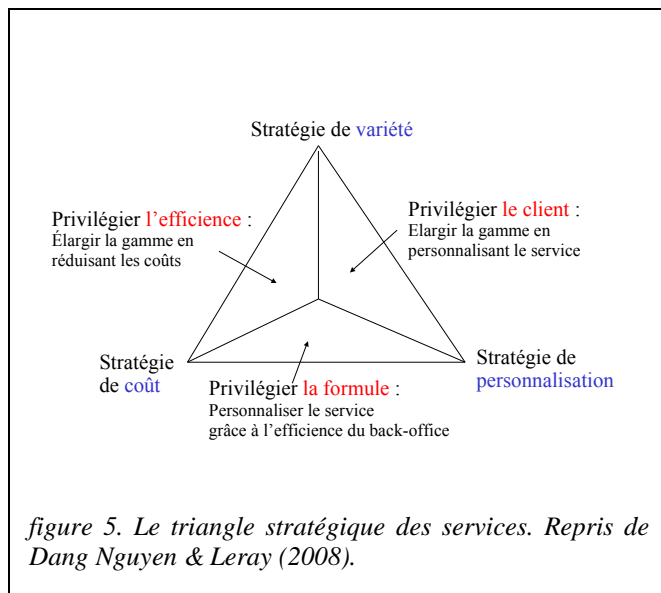 Stratégie de variété
Privilégier l’efficience :
Élargir la gamme en
réduisant les coûts
Privilégier le client :
Elargir la gamme en
personnalisant le service
Stratégie
de coût
Stratégie de
personnalisation
Privilégier la formule :
Personnaliser le service
grâce à l’efficience du back-office
figure 5. Le triangle stratégique des services. Repris de
Dang Nguyen & Leray (2008).